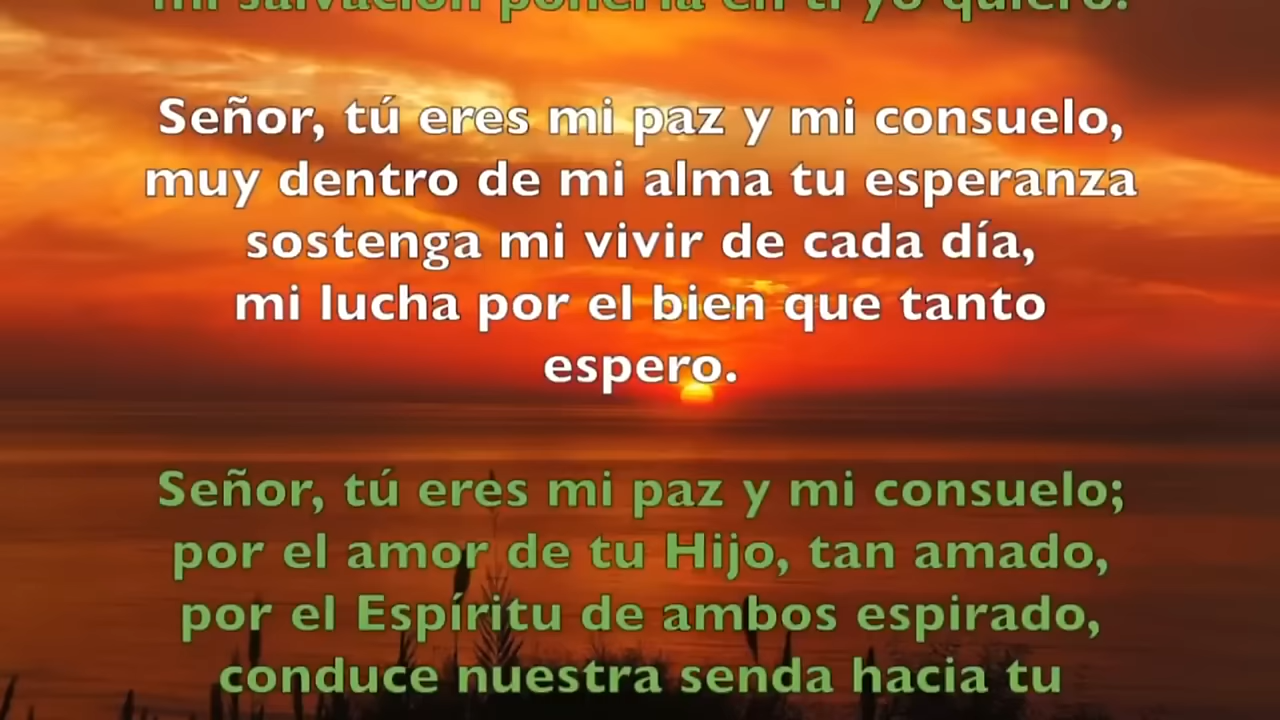 mi salvación ponerla en ti yo quiero.
Señor, tú eres mi paz y mi consuelo,
muy dentro de mi alma tu esperanza
sostenga mi vivir de cada día,
mi lucha por el bien que tanto
espero.
Señor, tú eres mi paz y mi consuelo;
por el amor de tu Hijo, tan amado,
por el Espíritu de ambos espirado,
conduce nuestra senda hacia tu